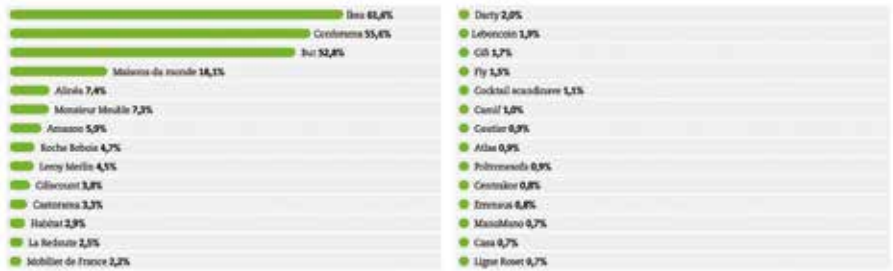 Ikea 61,6%
Conforama 55,6%
But 52,8%
Maisons du monde 18,1%
Alinéa 7,4%
Monsieur Meuble 7,3%
Amazon 5,0%
Roche Bobois 4,7%
Leroy Merlin 4,5%
Cdiscount 3,8%
Castorama 3,3%
Habitat 2,9%
La Redoute 2,5%
Mobilier de France 2,2%
Darty 2,0%
Leboncoin 1,9%
Gifi 1,7%
Fly 1,5%
Cocktail scandinave 1,1%
Camif 1,0%
Gautier 0,9%
Atlas 0,9%
Poltronesofa 0,9%
Centrakor 0,8%
Emmaus 0,8%
ManoMano 0,7%
Casa 0,7%
Ligne Roset 0,7%